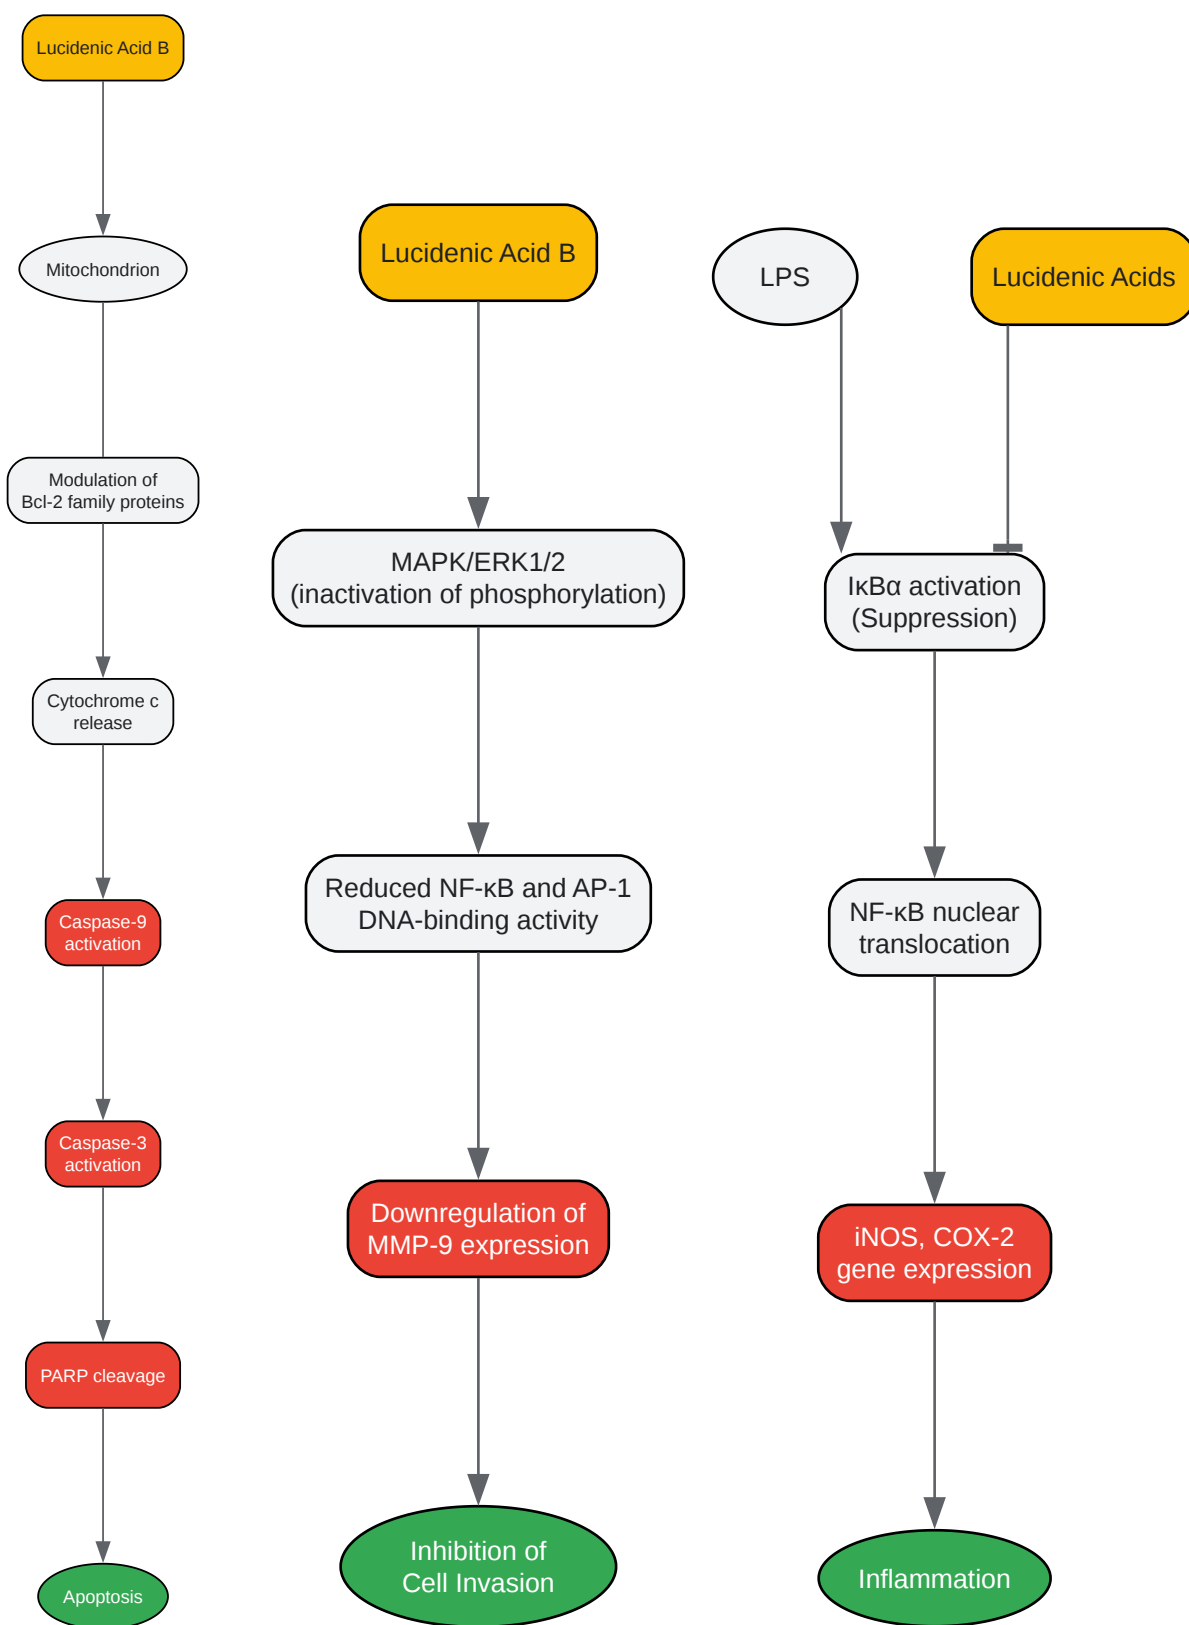 Lucidenic Acid B
Mitochondrion
Modulation of
Bcl-2 family proteins
Cytochrome c
release
Caspase-9
activation
Caspase-3
activation
PARP cleavage
Apoptosis
Lucidenic Acid B
MAPK/ERK1/2
(inactivation of phosphorylation)
Reduced NF-κB and AP-1
DNA-binding activity
Downregulation of
MMP-9 expression
Inhibition of
Cell Invasion
LPS
Lucidenic Acids
IκBα activation
(Suppression)
NF-κB nuclear
translocation
iNOS, COX-2
gene expression
Inflammation